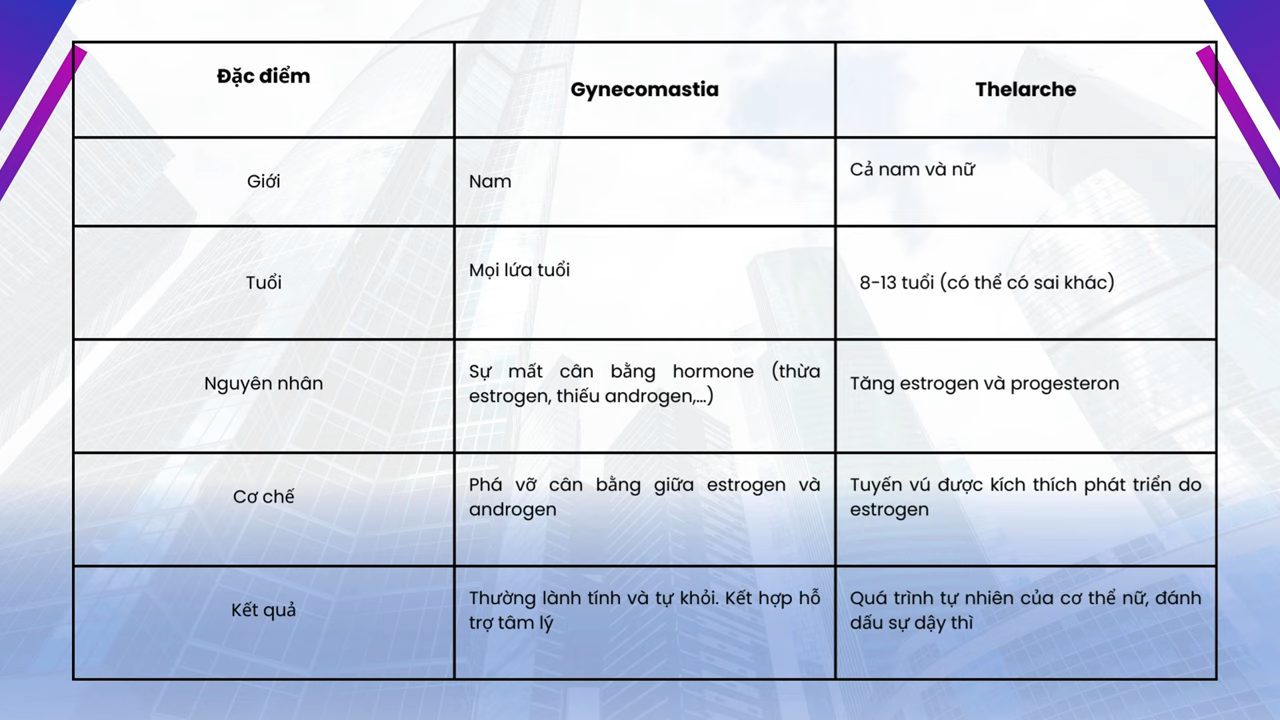 Đặc điểm
Gynecomastia
Thelarche
Giới
Nam
Cả nam và nữ
Tuổi
Mọi lứa tuổi
8-13 tuổi (có thể có sai khác)
Nguyên nhân
Sự mất cân bằng hormone (thừa
estrogen, thiếu androgen,...)
Tăng estrogen và progesteron
Cơ chế
Phá vỡ cân bằng giữa estrogen và
androgen
Tuyến vú được kích thích phát triển do
estrogen
Kết quả
Thường lành tính và tự khỏi. Kết hợp hỗ
trợ tâm lý
Quá trình tự nhiên của cơ thể nữ, đánh
dấu sự dậy thì